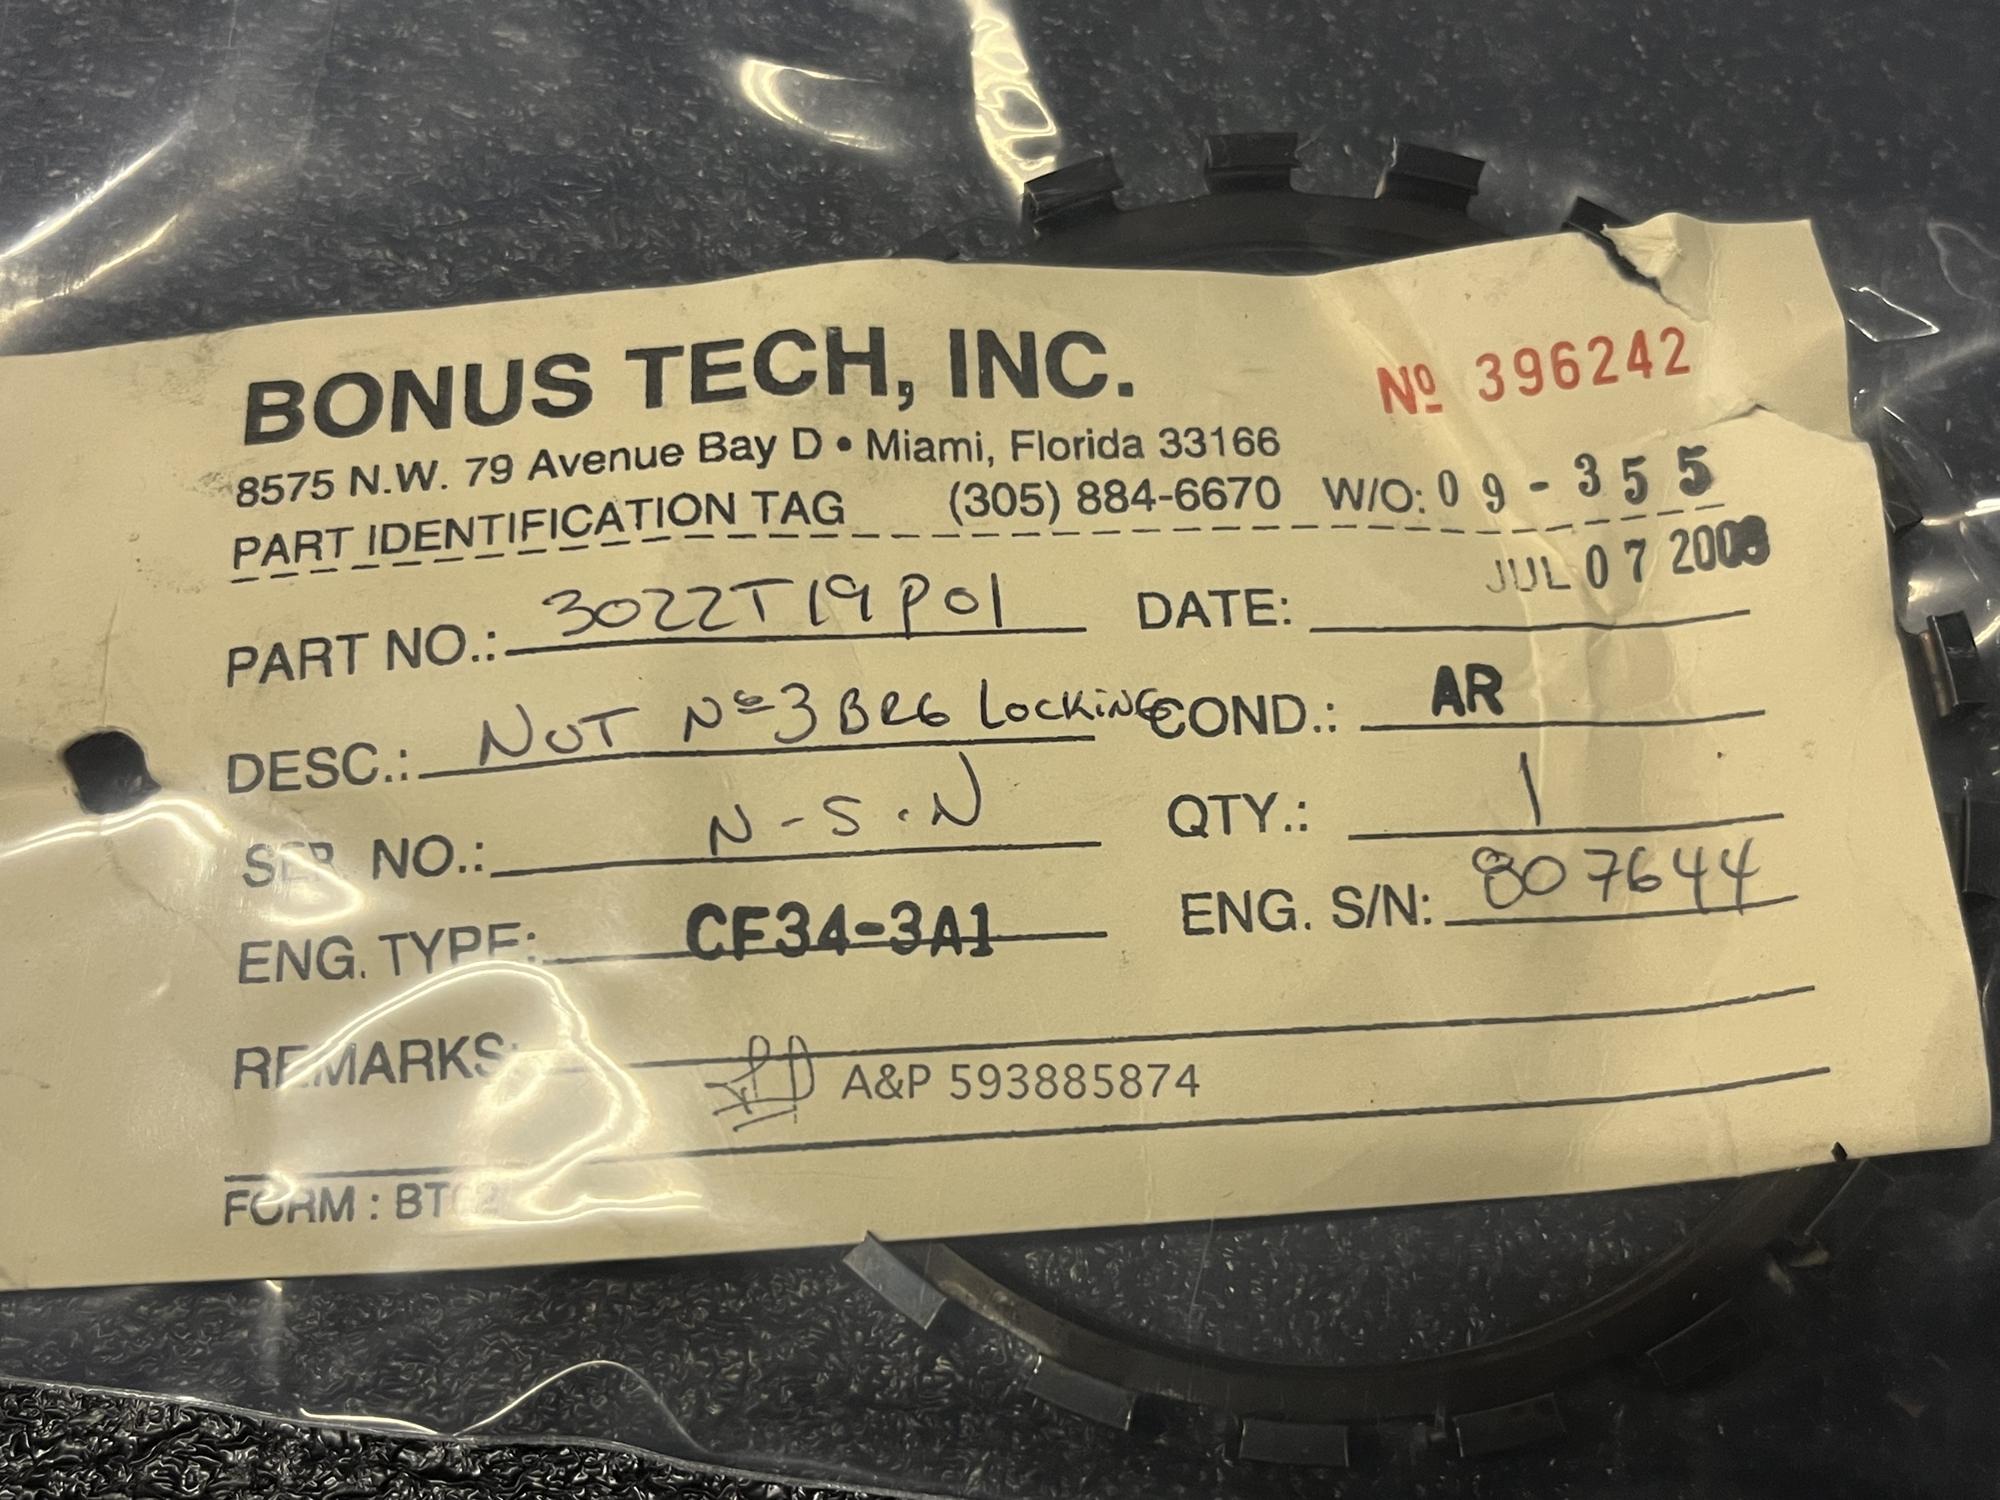 BONUS TECH, INC.
Nº 396242
8575 N.W. 79 Avenue Bay D • Miami, Florida 33166
PART IDENTIFICATION TAG (305) 884-6670 W/O: 09-355
JUL 07 200
PART NO.: 3022T19P01 DATE:
DESC.: NUT Nº3 BRG LOCKING COND.: AR
SER. NO.: N-S.N QTY.: 1
ENG. TYPE: CF34-3A1 ENG. S/N: 807644
REMARKS:
A&P 593885874
FORM : BT